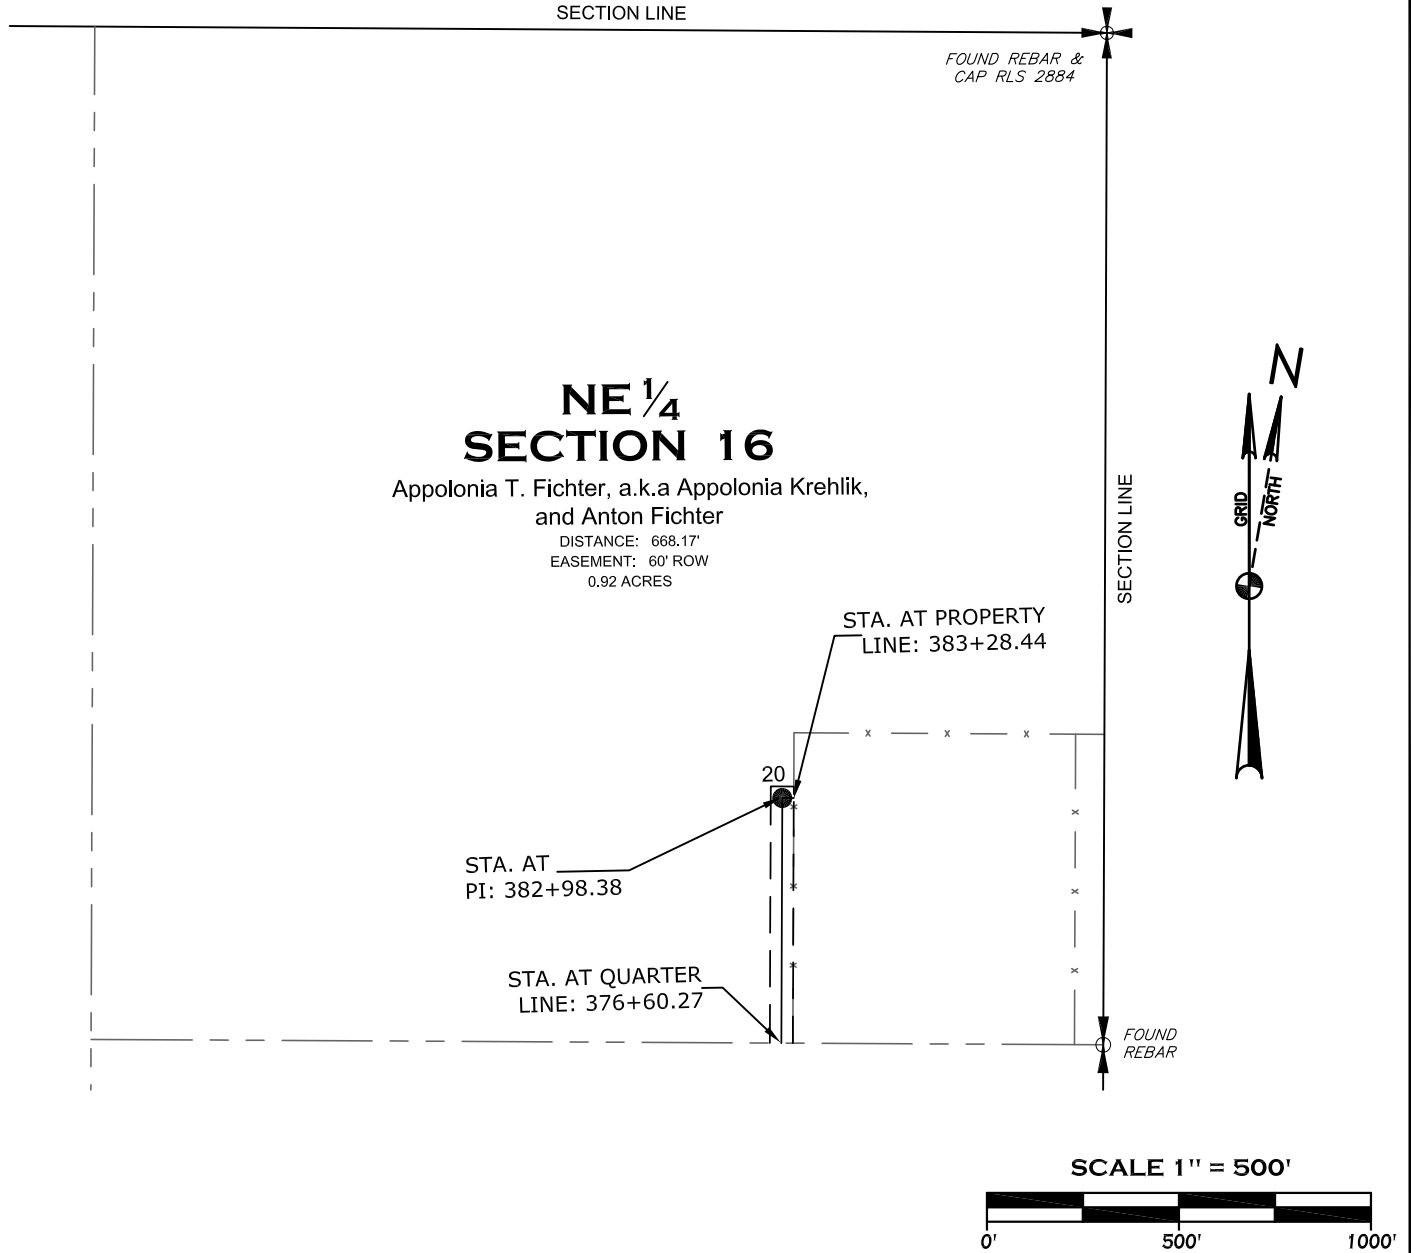 SECTION LINE
FOUND REBAR &
CAP RLS 2884
N
NE 1/4
SECTION 16
Appolonia T. Fichter, a.k.a Appolonia Krehlik,
and Anton Fichter
DISTANCE: 668.17'
EASEMENT: 60' ROW
0.92 ACRES
SECTION LINE
GRID
NORTH
STA. AT PROPERTY
LINE: 383+28.44
x x x
20
x
x
x
x
x
x
STA. AT
PI: 382+98.38
STA. AT QUARTER
LINE: 376+60.27
FOUND
REBAR
SCALE 1" = 500'
0' 500' 1000'